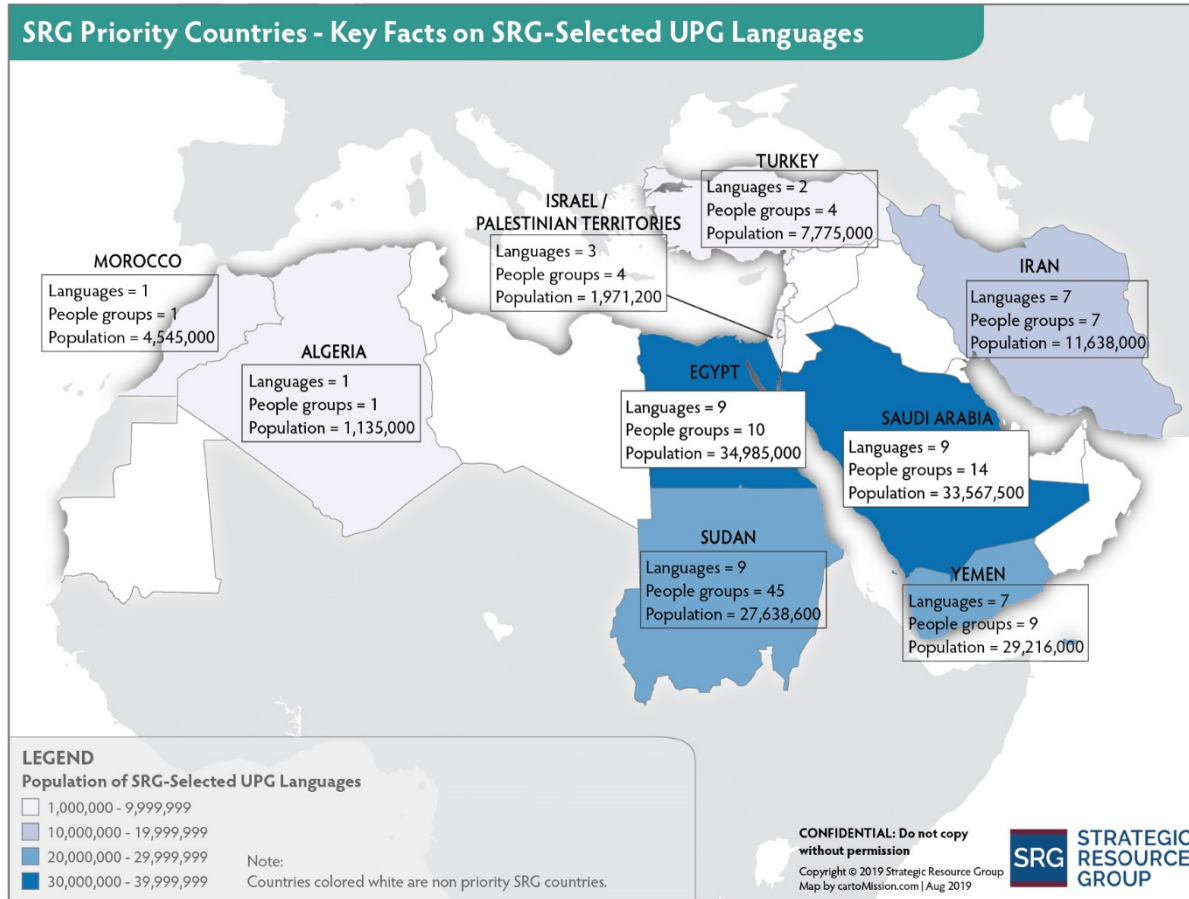 SRG Priority Countries - Key Facts on SRG-Selected UPG Languages
TURKEY
Languages = 2
People groups = 4
Population = 7,775,000
ISRAEL /
PALESTINIAN TERRITORIES
Languages = 3
People groups = 4
Population = 1,971,200
MOROCCO
Languages = 1
People groups = 1
Population = 4,545,000
IRAN
Languages = 7
People groups = 7
Population = 11,638,000
ALGERIA
Languages = 1
People groups = 1
Population = 1,135,000
EGYPT
Languages = 9
People groups = 10
Population = 34,985,000
SAUDI ARABIA
Languages = 9
People groups = 14
Population = 33,567,500
SUDAN
Languages = 9
People groups = 45
Population = 27,638,600
YEMEN
Languages = 7
People groups = 9
Population = 29,216,000
LEGEND
Population of SRG-Selected UPG Languages
1,000,000 - 9,999,999
10,000,000 - 19,999,999
20,000,000 - 29,999,999
30,000,000 - 39,999,999
Note:
Countries colored white are non priority SRG countries.
CONFIDENTIAL: Do not copy
without permission
Copyright © 2019 Strategic Resource Group
Map by cartoMission.com | Aug 2019
SRG
STRATEGIC
RESOURCE
GROUP